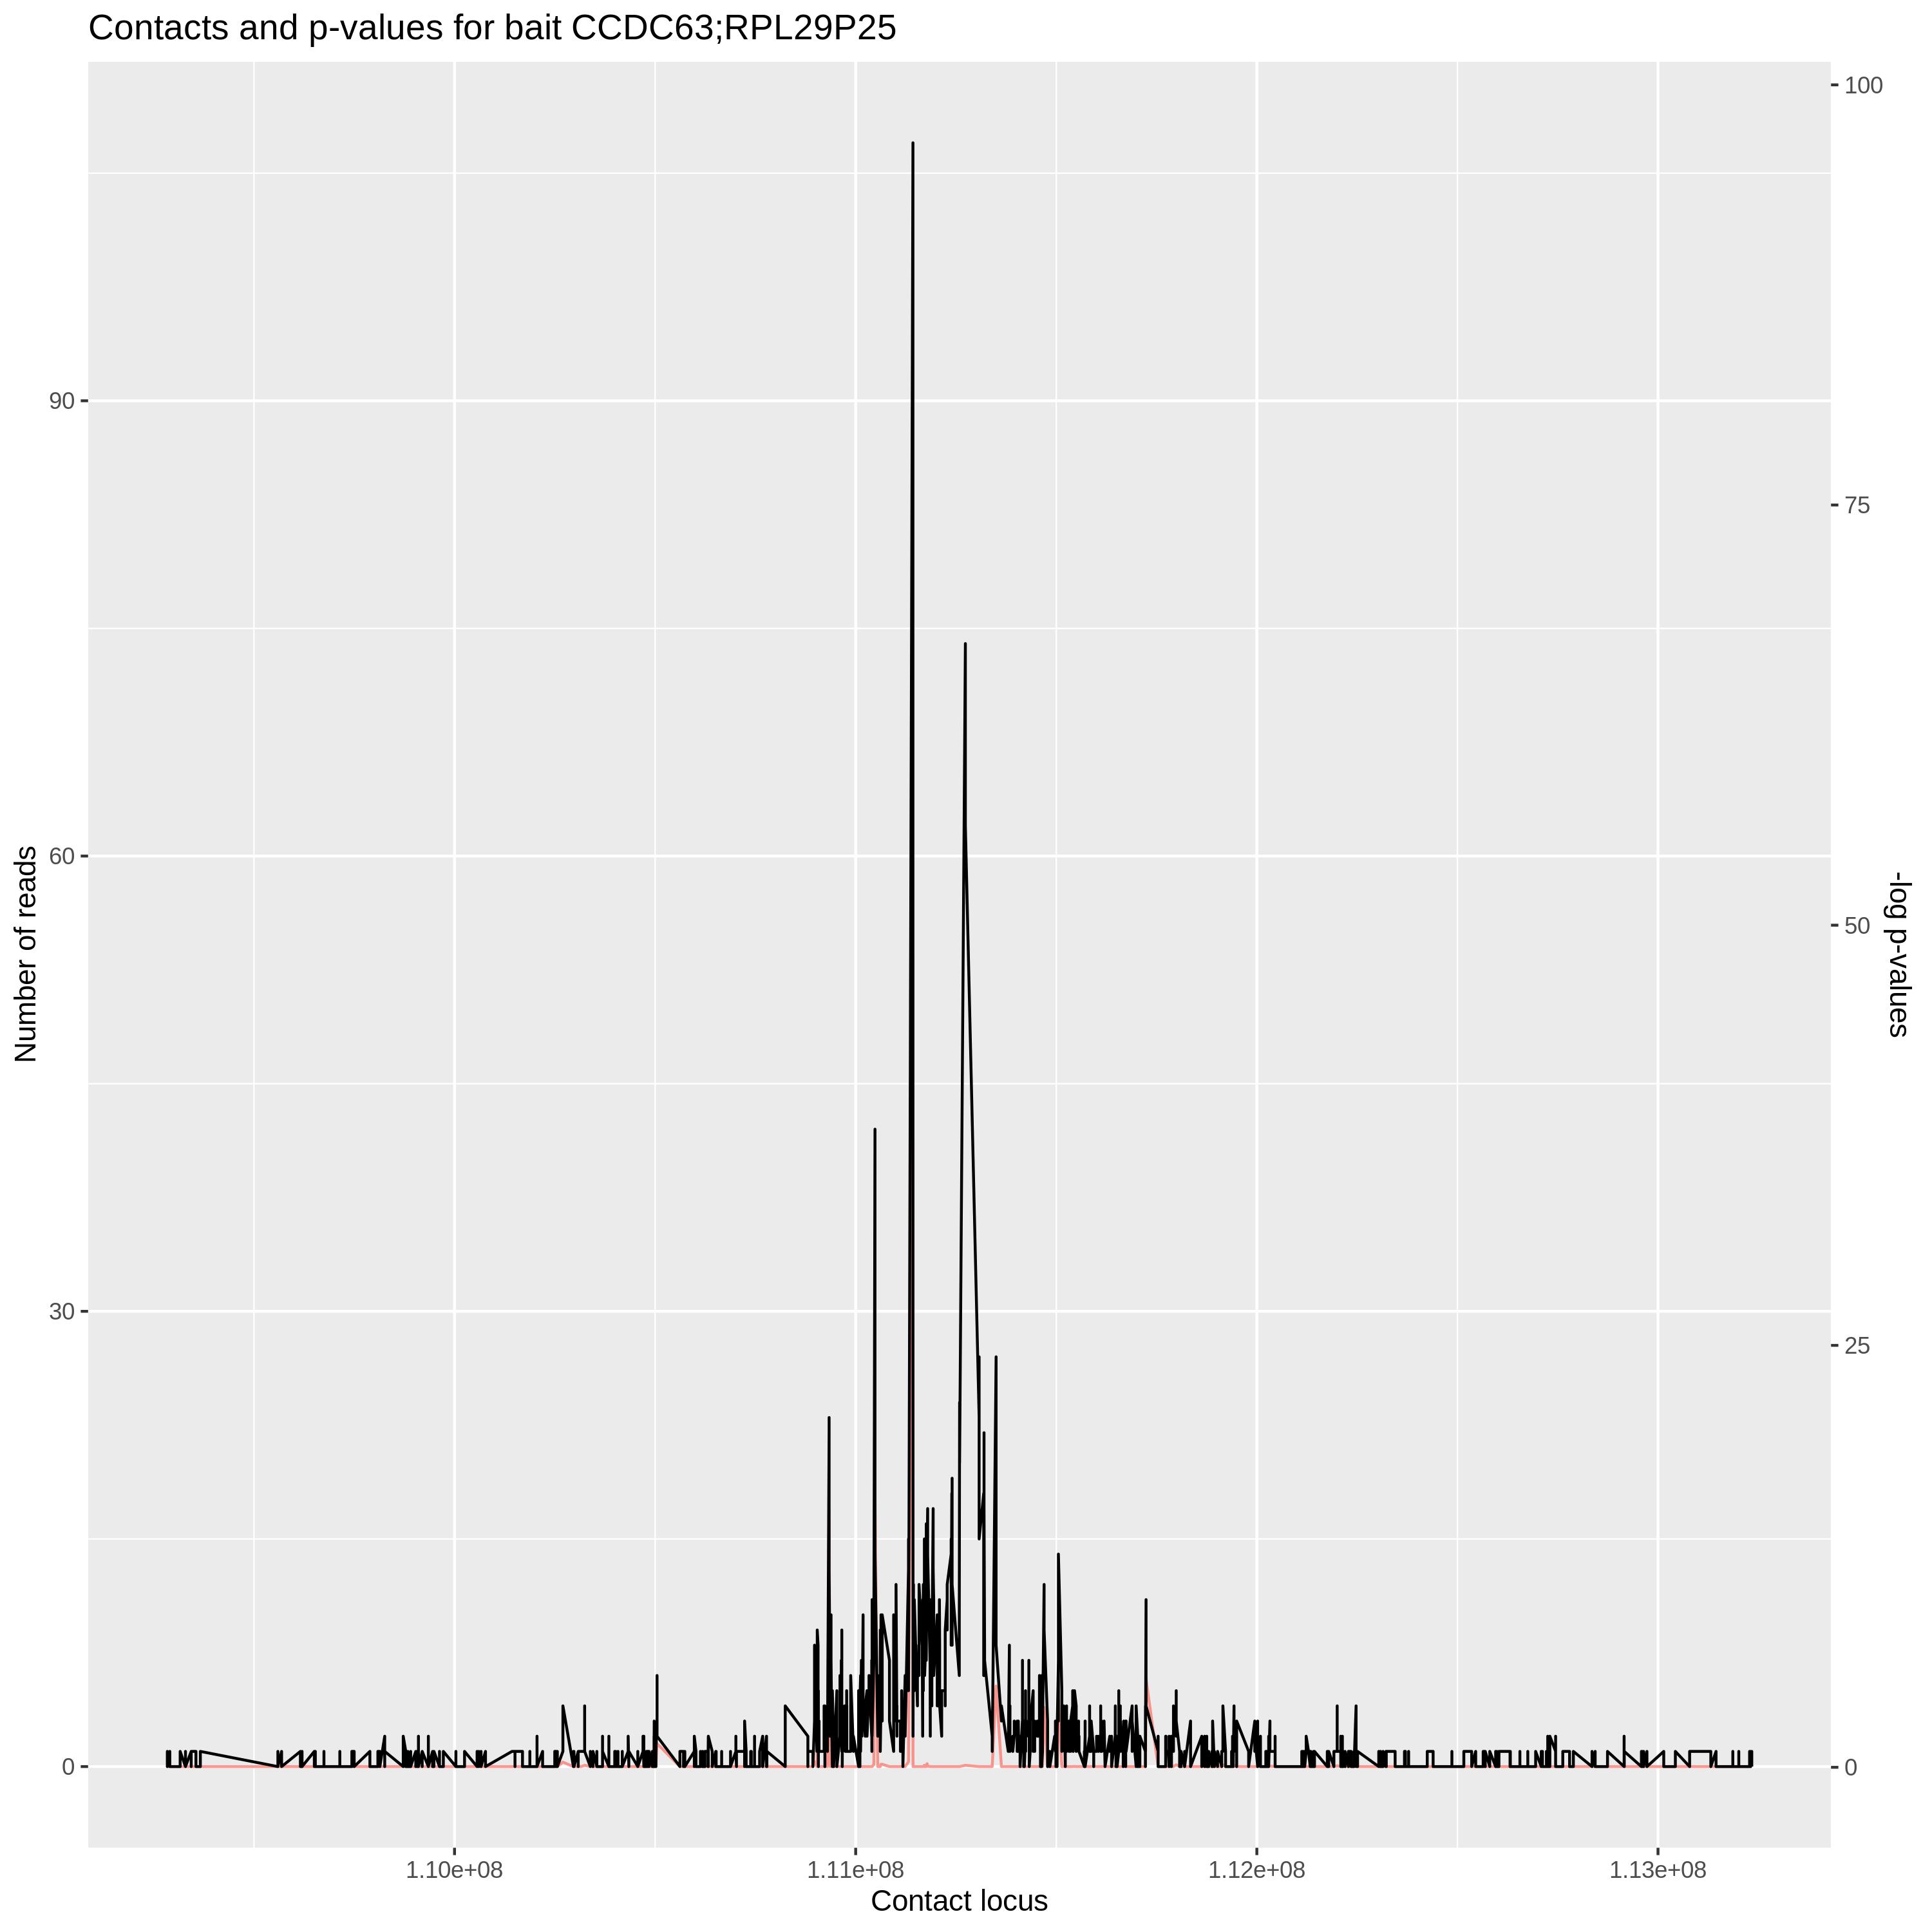 Contacts and p-values for bait CCDC63;RPL29P25
100
90
75
60
50
30
25
0
0
Number of reads
-log p-values
1.10e+08
1.11e+08
1.12e+08
1.13e+08
Contact locus